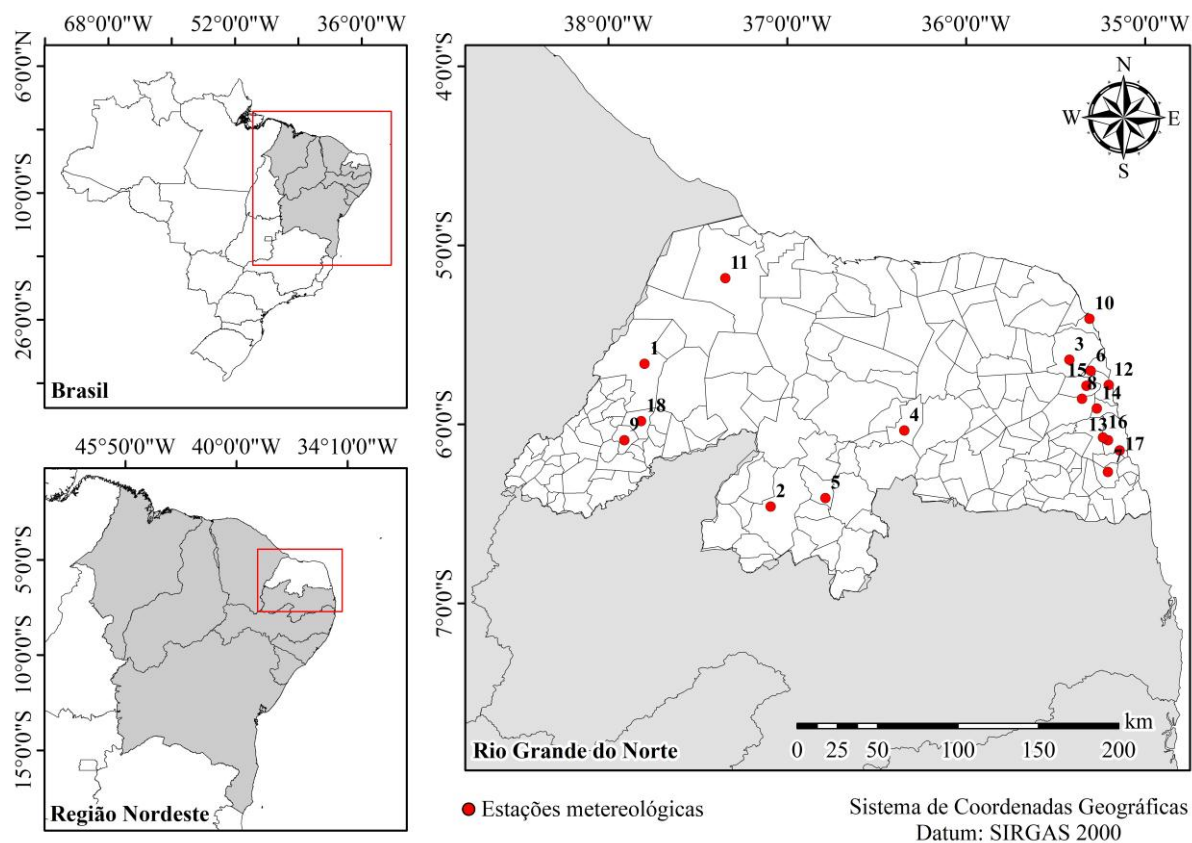 68°0'0"W 52°0'0"W 36°0'0"W
6°0'0"N
10°0'0"S
26°0'0"S
Brasil
45°50'0"W 40°0'0"W 34°10'0"W
5°0'0"S
10°0'0"S
15°0'0"S
Região Nordeste
38°0'0"W 37°0'0"W 36°0'0"W 35°0'0"W
4°0'0"S
5°0'0"S
6°0'0"S
7°0'0"S
N
W E
S
11
10
3
6
1
15
8
12
14
18
4
13
16
9
17
7
2
5
km
0 25 50 100 150 200
Rio Grande do Norte
Estações metereológicas
Sistema de Coordenadas Geográficas
Datum: SIRGAS 2000